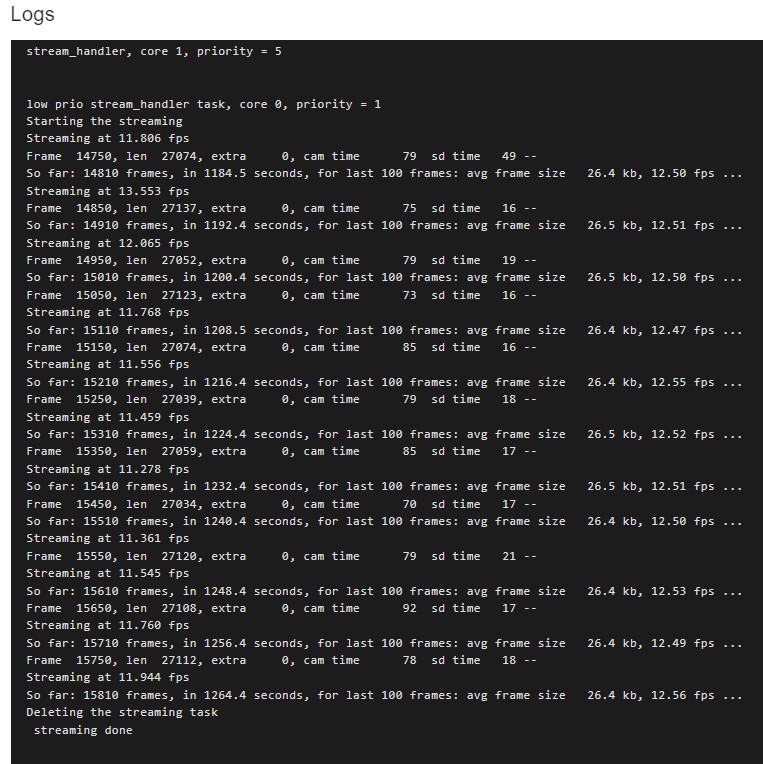 Logs
stream_handler, core 1, priority = 5
low prio stream_handler task, core 0, priority = 1
Starting the streaming
Streaming at 11.806 fps
Frame  14750, len  27074, extra     0, cam time      79  sd time   49 --
So far: 14810 frames, in 1184.5 seconds, for last 100 frames: avg frame size   26.4 kb, 12.50 fps ...
Streaming at 13.553 fps
Frame  14850, len  27137, extra     0, cam time      75  sd time   16 --
So far: 14910 frames, in 1192.4 seconds, for last 100 frames: avg frame size   26.5 kb, 12.51 fps ...
Streaming at 12.065 fps
Frame  14950, len  27052, extra     0, cam time      79  sd time   19 --
So far: 15010 frames, in 1200.4 seconds, for last 100 frames: avg frame size   26.5 kb, 12.50 fps ...
Frame  15050, len  27123, extra     0, cam time      73  sd time   16 --
Streaming at 11.768 fps
So far: 15110 frames, in 1208.5 seconds, for last 100 frames: avg frame size   26.4 kb, 12.47 fps ...
Frame  15150, len  27074, extra     0, cam time      85  sd time   16 --
Streaming at 11.556 fps
So far: 15210 frames, in 1216.4 seconds, for last 100 frames: avg frame size   26.4 kb, 12.55 fps ...
Frame  15250, len  27039, extra     0, cam time      79  sd time   18 --
Streaming at 11.459 fps
So far: 15310 frames, in 1224.4 seconds, for last 100 frames: avg frame size   26.5 kb, 12.52 fps ...
Frame  15350, len  27059, extra     0, cam time      85  sd time   17 --
Streaming at 11.278 fps
So far: 15410 frames, in 1232.4 seconds, for last 100 frames: avg frame size   26.5 kb, 12.51 fps ...
Frame  15450, len  27034, extra     0, cam time      70  sd time   17 --
So far: 15510 frames, in 1240.4 seconds, for last 100 frames: avg frame size   26.4 kb, 12.50 fps ...
Streaming at 11.361 fps
Frame  15550, len  27120, extra     0, cam time      79  sd time   21 --
Streaming at 11.545 fps
So far: 15610 frames, in 1248.4 seconds, for last 100 frames: avg frame size   26.4 kb, 12.53 fps ...
Frame  15650, len  27108, extra     0, cam time      92  sd time   17 --
Streaming at 11.760 fps
So far: 15710 frames, in 1256.4 seconds, for last 100 frames: avg frame size   26.4 kb, 12.49 fps ...
Frame  15750, len  27112, extra     0, cam time      78  sd time   18 --
Streaming at 11.944 fps
So far: 15810 frames, in 1264.4 seconds, for last 100 frames: avg frame size   26.4 kb, 12.56 fps ...
Deleting the streaming task
 streaming done